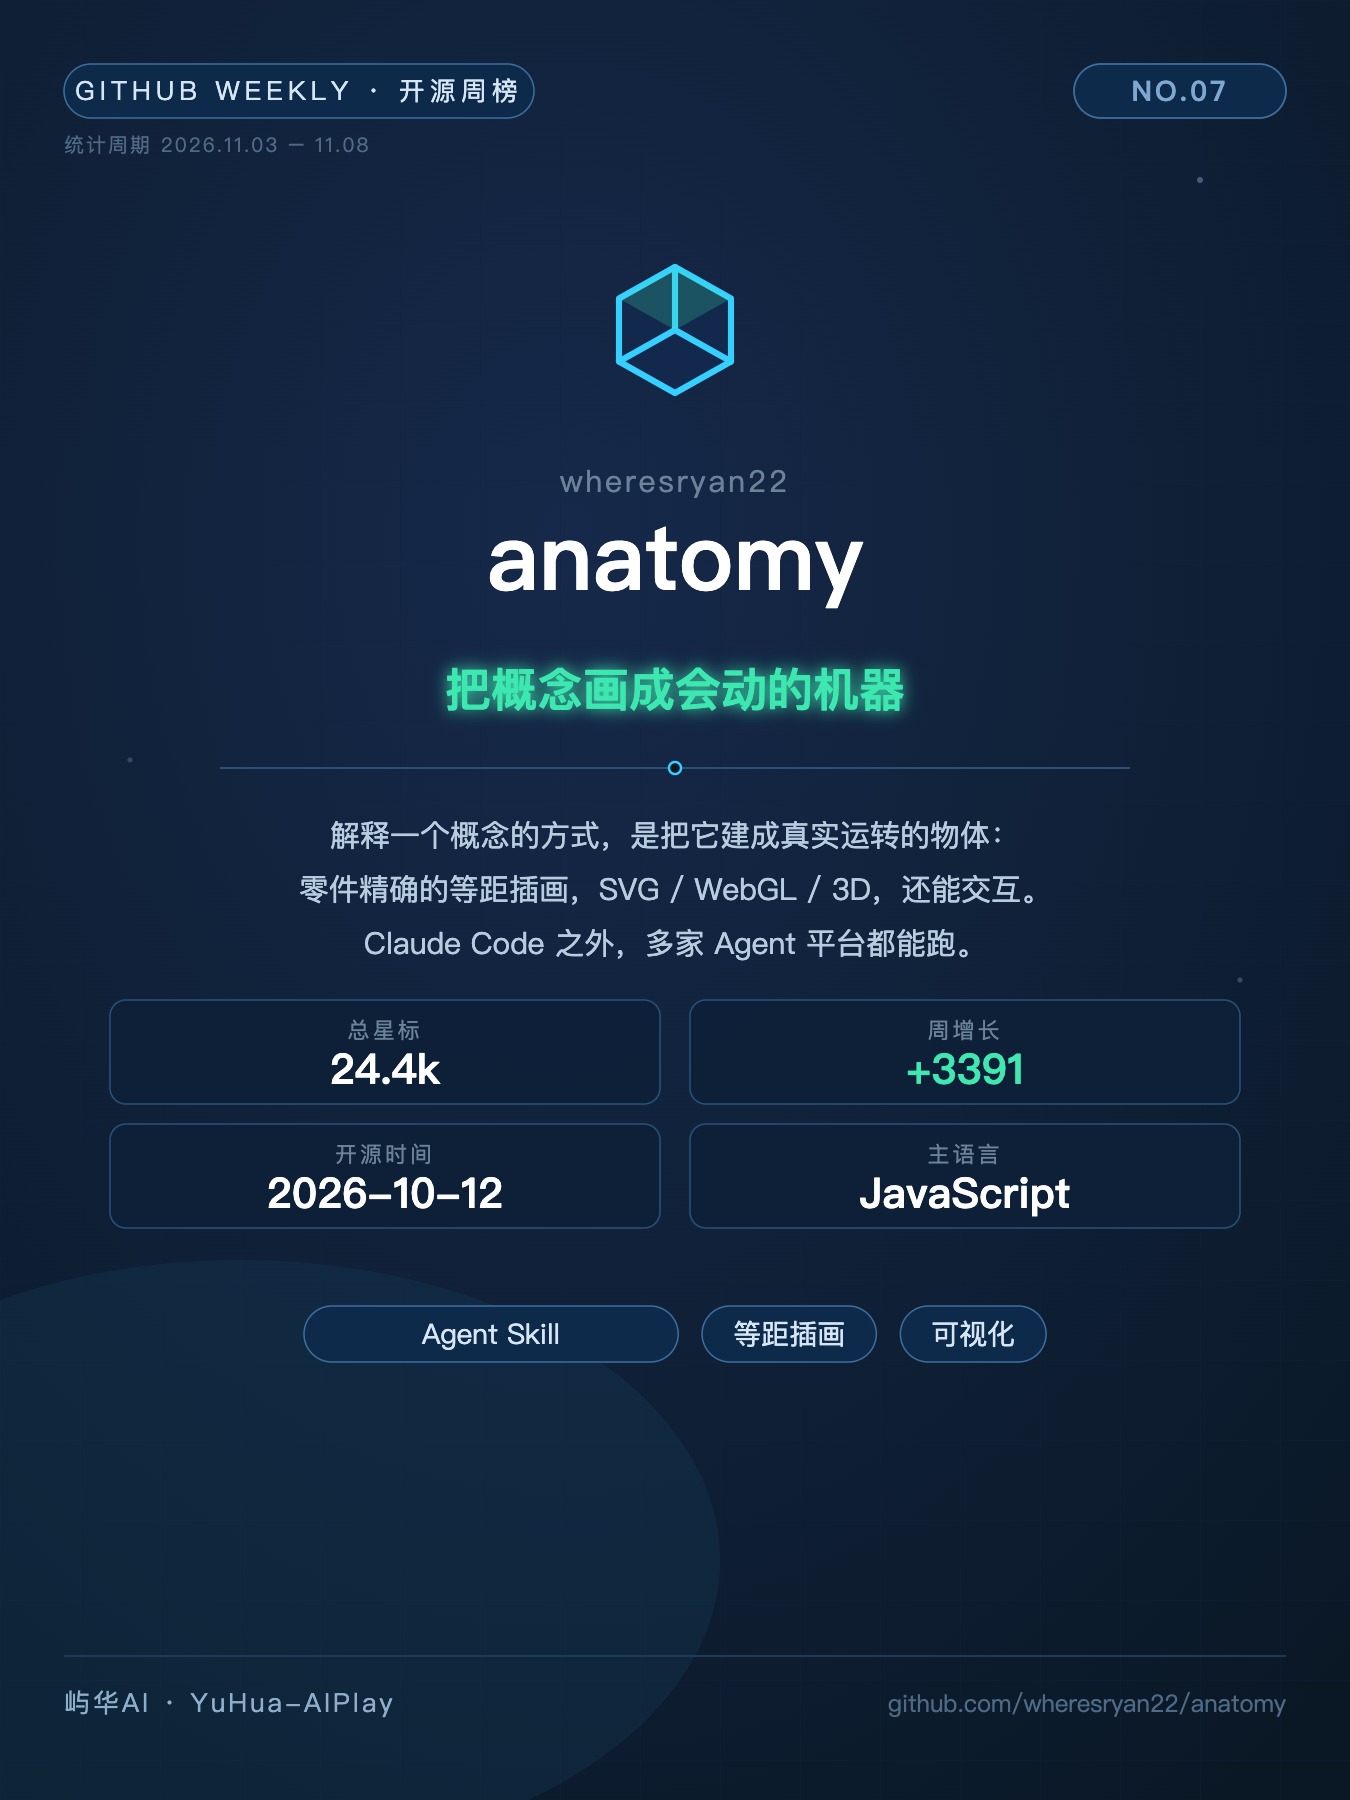 GITHUB WEEKLY · 开源周榜
NO.07
统计周期 2026.11.03 — 11.08
wheresryan22
anatomy
把概念画成会动的机器
解释一个概念的方式，是把它建成真实运转的物体：
零件精确的等距插画，SVG / WebGL / 3D，还能交互。
Claude Code 之外，多家 Agent 平台都能跑。
总星标
24.4k
周增长
+3391
开源时间
2026-10-12
主语言
JavaScript
Agent Skill
等距插画
可视化
屿华AI · YuHua-AIPlay
github.com/wheresryan22/anatomy